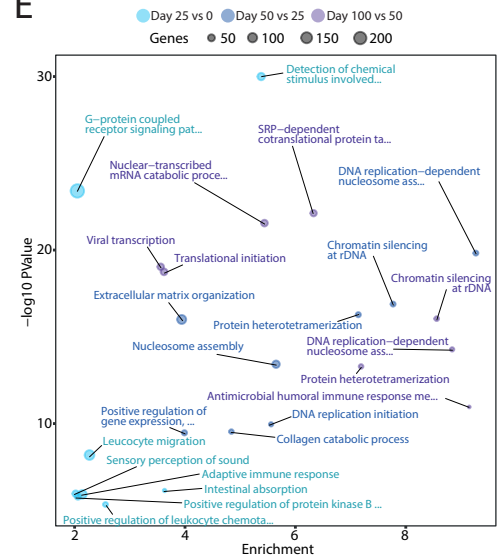 E
Day 25 vs 0 Day 50 vs 25 Day 100 vs 50
Genes 50 100 150 200
30
Detection of chemical
stimulus involved...
G−protein coupled
receptor signaling pat...
SRP−dependent
cotranslational protein ta...
Nuclear−transcribed
mRNA catabolic proce...
DNA replication−dependent
nucleosome ass...
Viral transcription
Translational initiation
Chromatin silencing
at rDNA
20
Chromatin silencing
at rDNA
Extracellular matrix organization
Protein heterotetramerization
Nucleosome assembly
DNA replication−dependent
nucleosome ass...
Protein heterotetramerization
Antimicrobial humoral immune response me...
Positive regulation of
gene expression, ...
DNA replication initiation
10
Leucocyte migration
Collagen catabolic process
Sensory perception of sound
Adaptive immune response
Intestinal absorption
Positive regulation of protein kinase B ...
Positive regulation of leukocyte chemota...
−log10 PValue
2 4 6 8
Enrichment